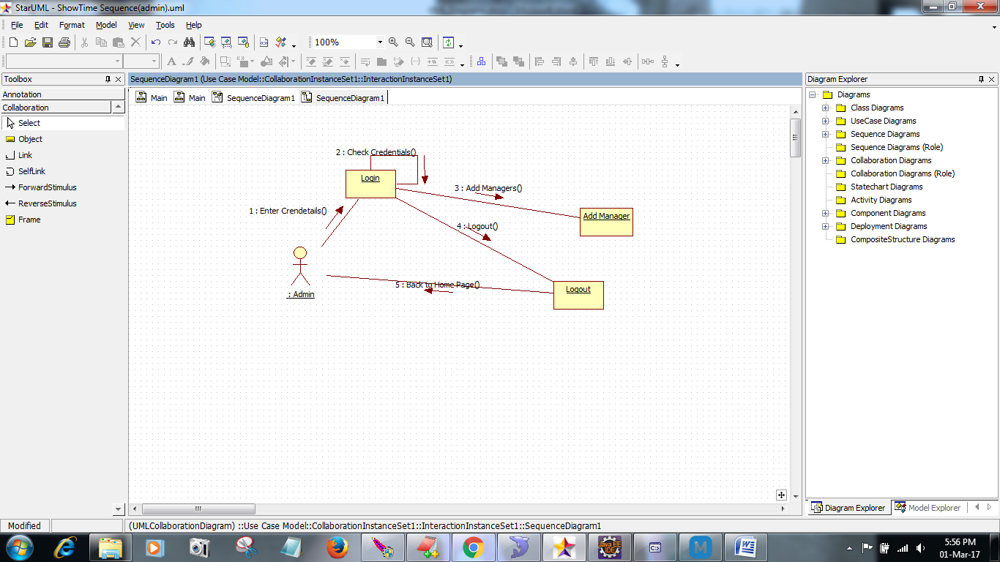 StarUML - ShowTime Sequence(admin).uml
File Edit Format Model View Tools Help
100%
Toolbox
Annotation
Collaboration
Select
Object
Link
SelfLink
ForwardStimulus
ReverseStimulus
Frame
SequenceDiagram1 (Use Case Model::CollaborationInstanceSet1::InteractionInstanceSet1)
Main Main SequenceDiagram1 SequenceDiagram1
2 : Check Credentials()
Login
3 : Add Managers()
1 : Enter Crendetails()
Add Manager
4 : Logout()
5 : Back to Home Page()
Logout
: Admin
Diagram Explorer
Diagrams
Class Diagrams
UseCase Diagrams
Sequence Diagrams
Sequence Diagrams (Role)
Collaboration Diagrams
Collaboration Diagrams (Role)
Statechart Diagrams
Activity Diagrams
Component Diagrams
Deployment Diagrams
CompositeStructure Diagrams
Diagram Explorer Model Explorer
Modified
(UMLCollaborationDiagram) ::Use Case Model::CollaborationInstanceSet1::InteractionInstanceSet1::SequenceDiagram1
Java EE
IDE
M
W
5:56 PM
01-Mar-17